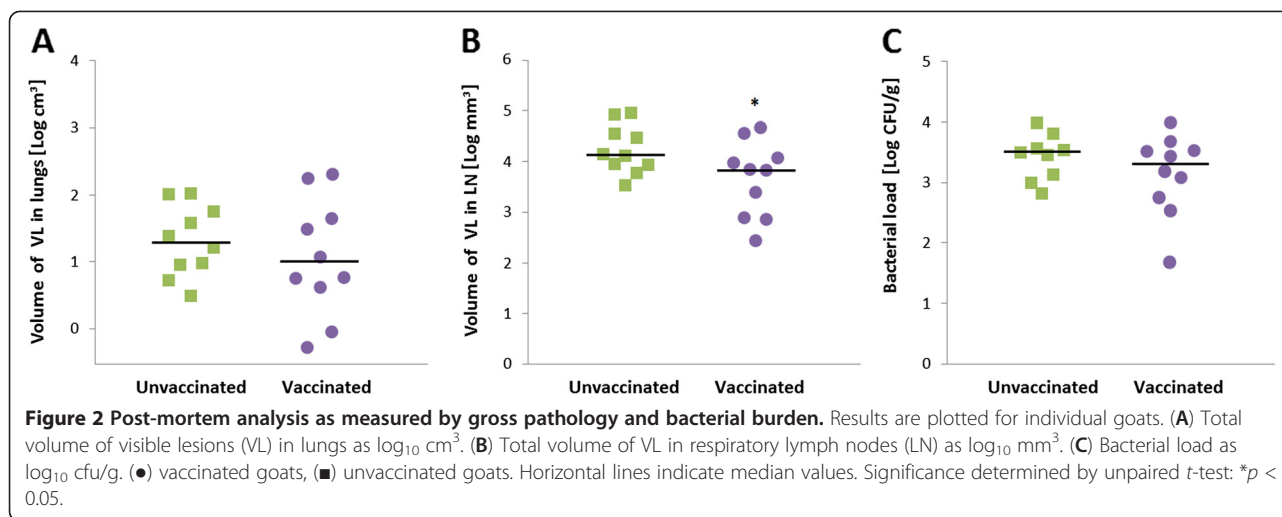 A
Volume of VL in lungs [Log cm³]
4
3
2
1
0
Unvaccinated Vaccinated
B
Volume of VL in LN [Log mm³]
6
5
4
3
2
1
0
*
Unvaccinated Vaccinated
C
Bacterial load [Log CFU/g]
5
4
3
2
1
0
Unvaccinated Vaccinated
Figure 2 Post-mortem analysis as measured by gross pathology and bacterial burden. Results are plotted for individual goats. (A) Total
volume of visible lesions (VL) in lungs as log₁₀ cm³. (B) Total volume of VL in respiratory lymph nodes (LN) as log₁₀ mm³. (C) Bacterial load as
log₁₀ cfu/g. (●) vaccinated goats, (■) unvaccinated goats. Horizontal lines indicate median values. Significance determined by unpaired t-test: *p <
0.05.